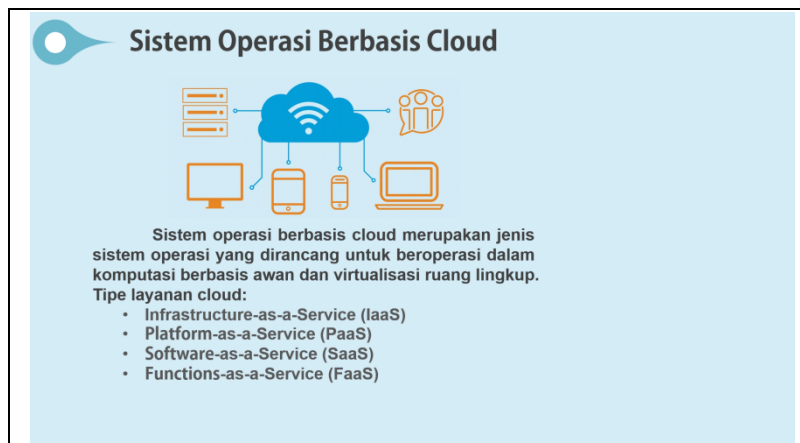 Sistem Operasi Berbasis Cloud
Sistem operasi berbasis cloud merupakan jenis
sistem operasi yang dirancang untuk beroperasi dalam
komputasi berbasis awan dan virtualisasi ruang lingkup.
Tipe layanan cloud:
• Infrastructure-as-a-Service (IaaS)
• Platform-as-a-Service (PaaS)
• Software-as-a-Service (SaaS)
• Functions-as-a-Service (FaaS)